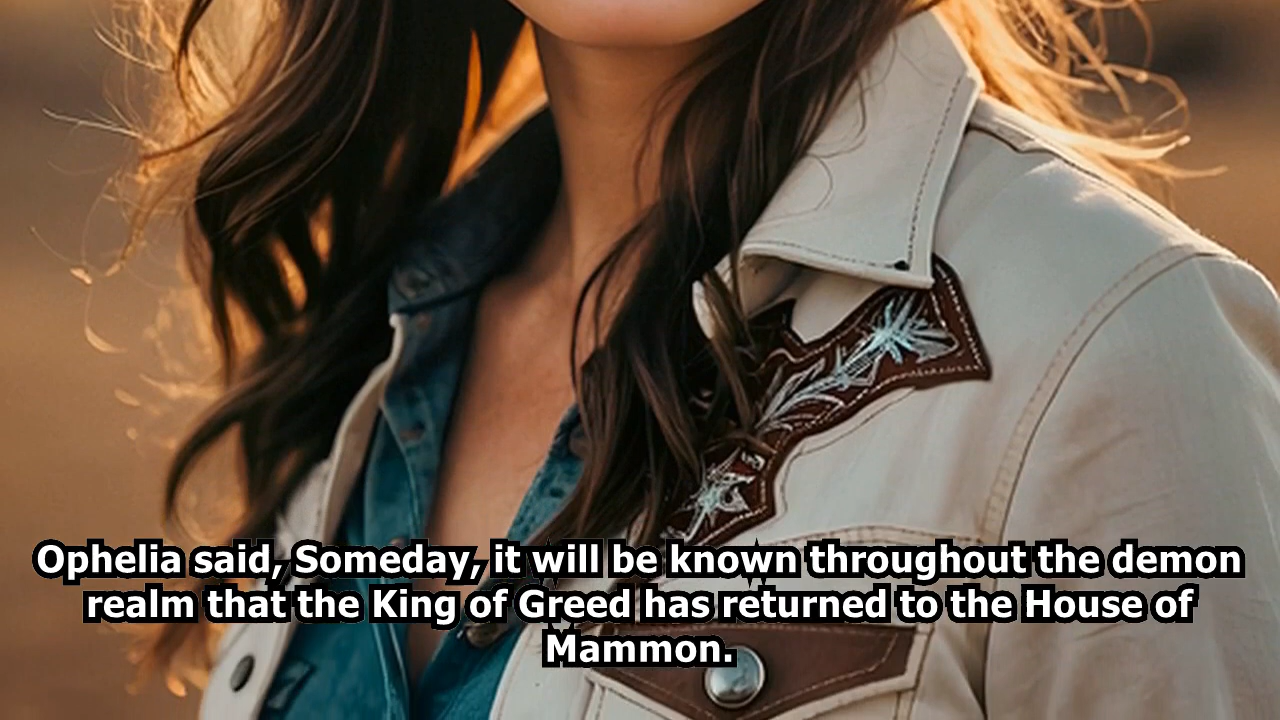 Ophelia said, Someday, it will be known throughout the demon
realm that the King of Greed has returned to the House of
Mammon.